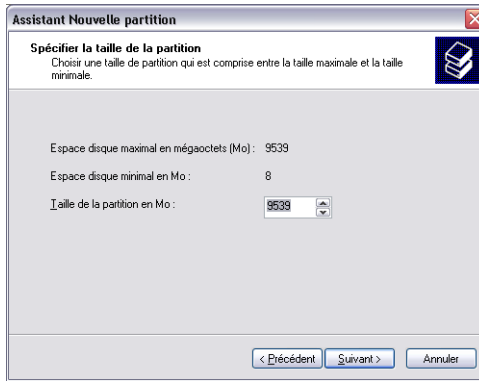 Assistant Nouvelle partition
Spécifier la taille de la partition
Choisir une taille de partition qui est comprise entre la taille maximale et la taille
minimale.
Espace disque maximal en mégaoctets (Mo) : 9539
Espace disque minimal en Mo : 8
Taille de la partition en Mo : 9539
< Précédent Suivant > Annuler